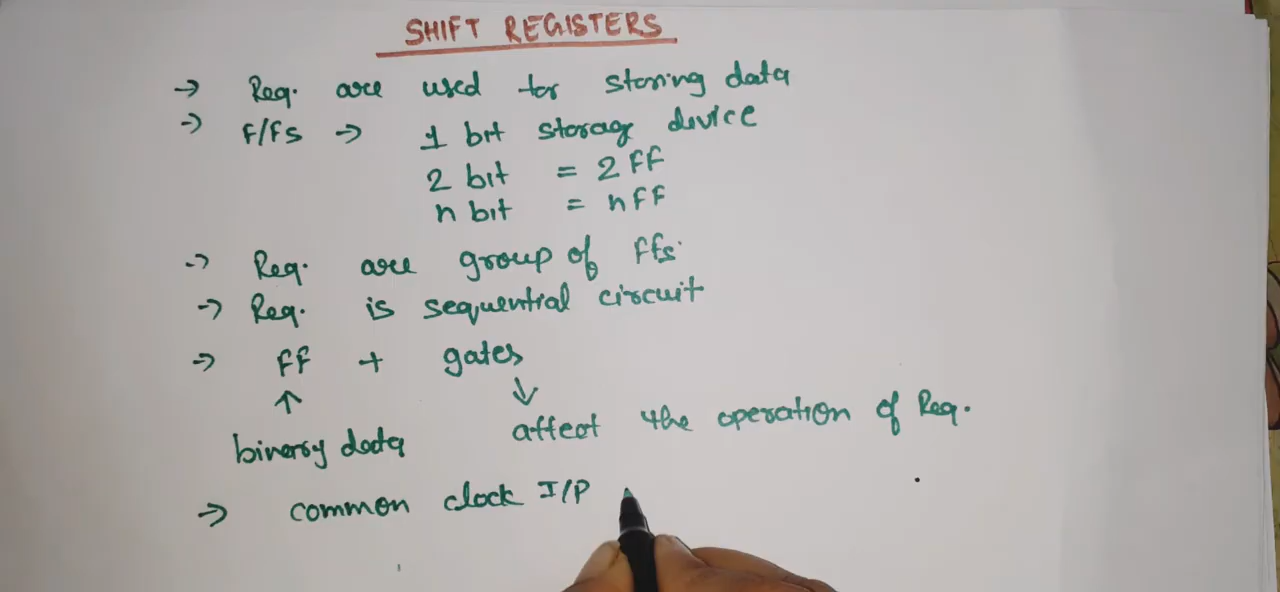 SHIFT REGISTERS
→ Reg. are used for storing data
→ F/Fs → 1 bit storage device
2 bit = 2 FF
n bit = n FF
→ Reg. are group of FFs.
→ Reg. is sequential circuit
→ FF + gates
↑ ↓
binary data affect the operation of Reg.
→ common clock I/P